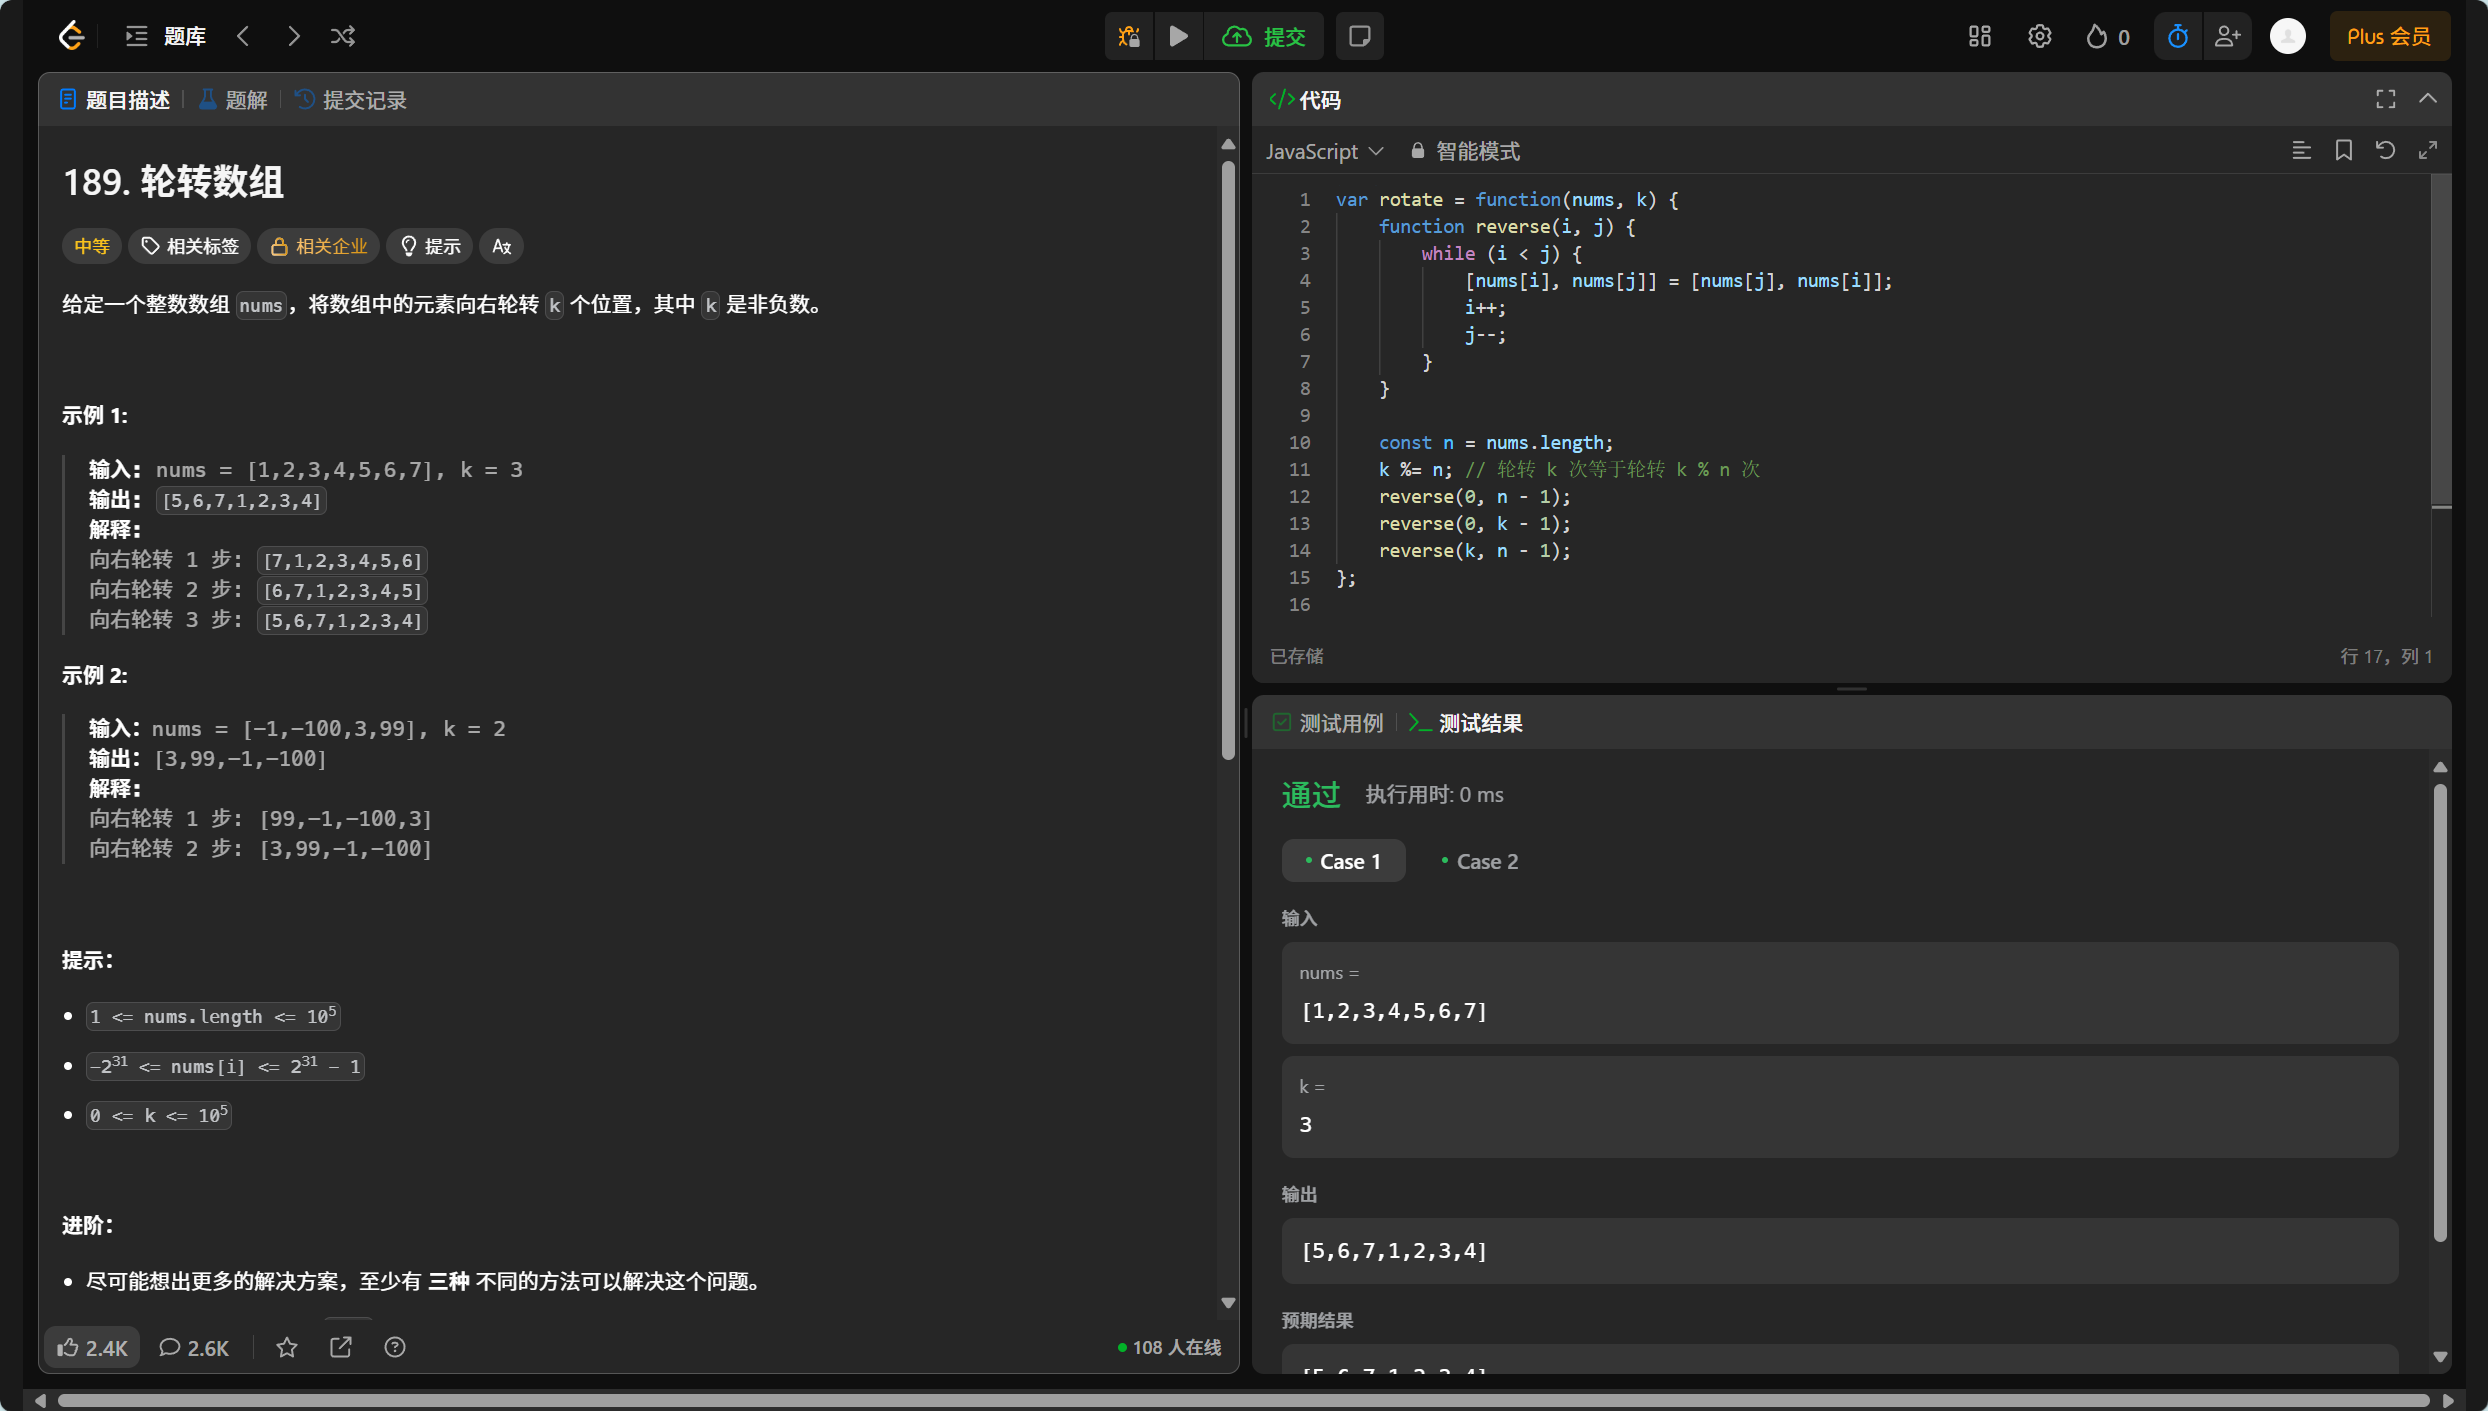 题库
提交
0
Plus 会员
题目描述
题解
提交记录
189. 轮转数组
中等
相关标签
相关企业
提示
给定一个整数数组 nums，将数组中的元素向右轮转 k 个位置，其中 k 是非负数。
示例 1:
输入: nums = [1,2,3,4,5,6,7], k = 3
输出: [5,6,7,1,2,3,4]
解释:
向右轮转 1 步: [7,1,2,3,4,5,6]
向右轮转 2 步: [6,7,1,2,3,4,5]
向右轮转 3 步: [5,6,7,1,2,3,4]
示例 2:
输入：nums = [-1,-100,3,99], k = 2
输出：[3,99,-1,-100]
解释:
向右轮转 1 步: [99,-1,-100,3]
向右轮转 2 步: [3,99,-1,-100]
提示：
1 <= nums.length <= 10⁵
-2³¹ <= nums[i] <= 2³¹ - 1
0 <= k <= 10⁵
进阶：
尽可能想出更多的解决方案，至少有 三种 不同的方法可以解决这个问题。
2.4K
2.6K
108 人在线
</> 代码
JavaScript
智能模式
1 var rotate = function(nums, k) {
2     function reverse(i, j) {
3         while (i < j) {
4             [nums[i], nums[j]] = [nums[j], nums[i]];
5             i++;
6             j--;
7         }
8     }
9
10     const n = nums.length;
11     k %= n; // 轮转 k 次等于轮转 k % n 次
12     reverse(0, n - 1);
13     reverse(0, k - 1);
14     reverse(k, n - 1);
15 };
16
已存储
行 17，列 1
测试用例
>_ 测试结果
通过
执行用时: 0 ms
Case 1
Case 2
输入
nums =
[1,2,3,4,5,6,7]
k =
3
输出
[5,6,7,1,2,3,4]
预期结果
[5,6,7,1,2,3,4]